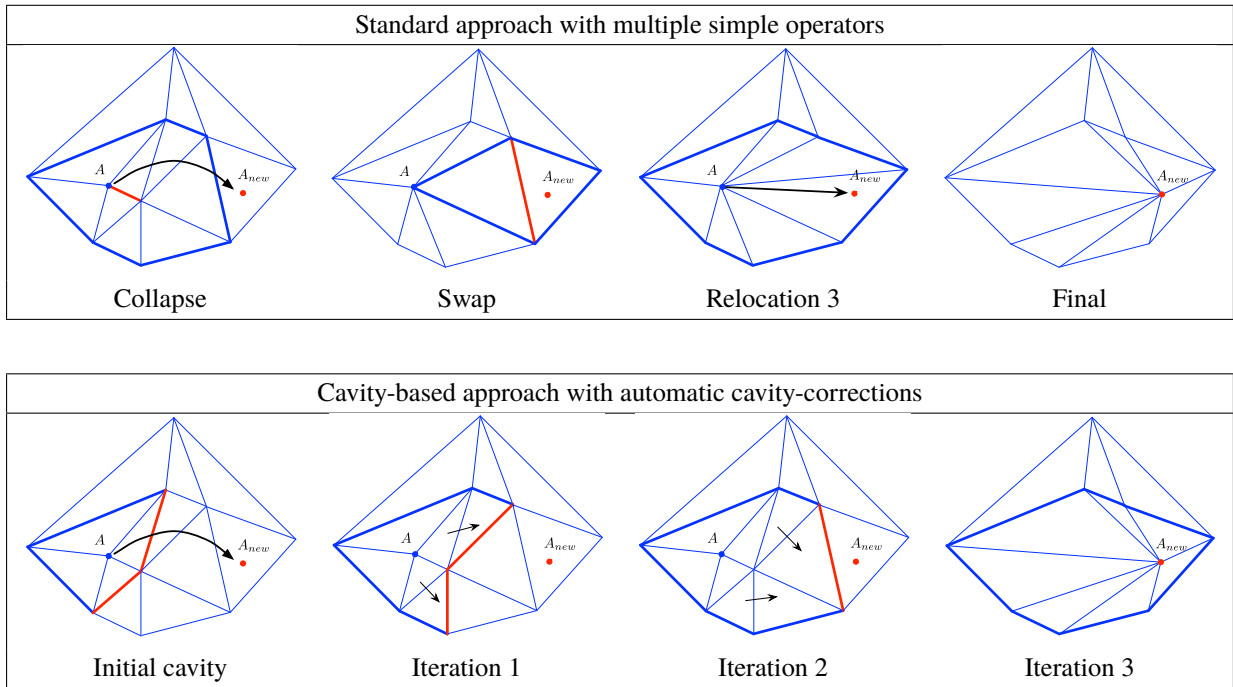 Standard approach with multiple simple operators
A A_new
A A_new
A A_new
A_new
Collapse Swap Relocation 3 Final
Cavity-based approach with automatic cavity-corrections
A A_new
A A_new
A A_new
A_new
Initial cavity Iteration 1 Iteration 2 Iteration 3